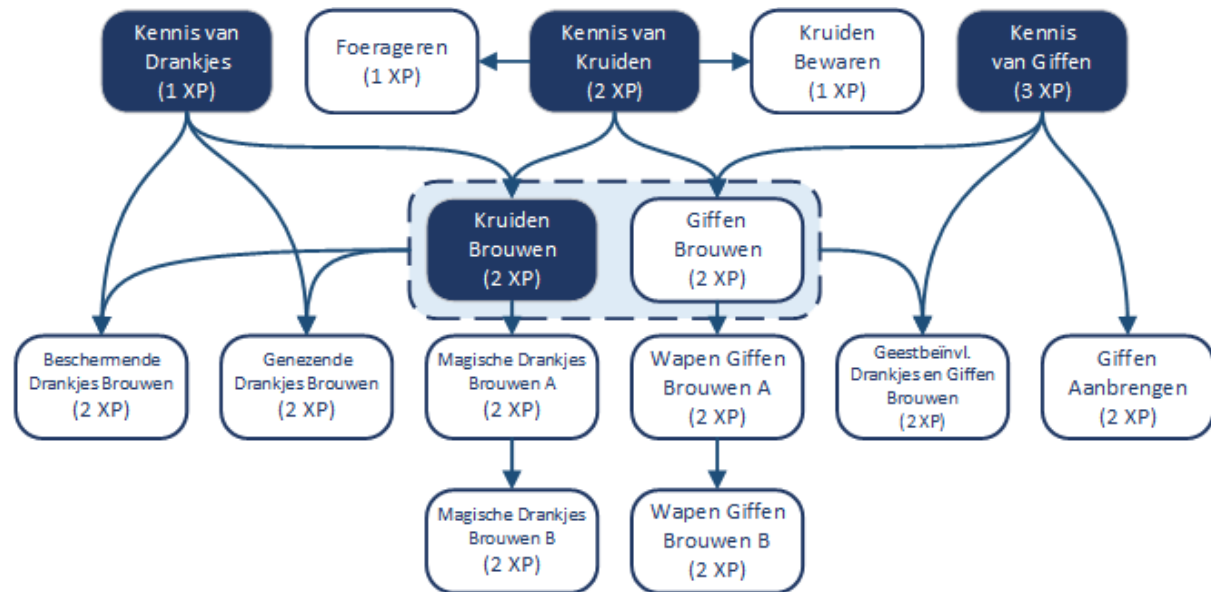 Kennis van
Drankjes
(1 XP)
Foerageren
(1 XP)
Kennis van
Kruiden
(2 XP)
Kruiden
Bewaren
(1 XP)
Kennis
van Giffen
(3 XP)
Kruiden
Brouwen
(2 XP)
Giffen
Brouwen
(2 XP)
Beschermende
Drankjes Brouwen
(2 XP)
Genezende
Drankjes Brouwen
(2 XP)
Magische Drankjes
Brouwen A
(2 XP)
Wapen Giffen
Brouwen A
(2 XP)
Geestbeïnvl.
Drankjes en Giffen
Brouwen
(2 XP)
Giffen
Aanbrengen
(2 XP)
Magische Drankjes
Brouwen B
(2 XP)
Wapen Giffen
Brouwen B
(2 XP)